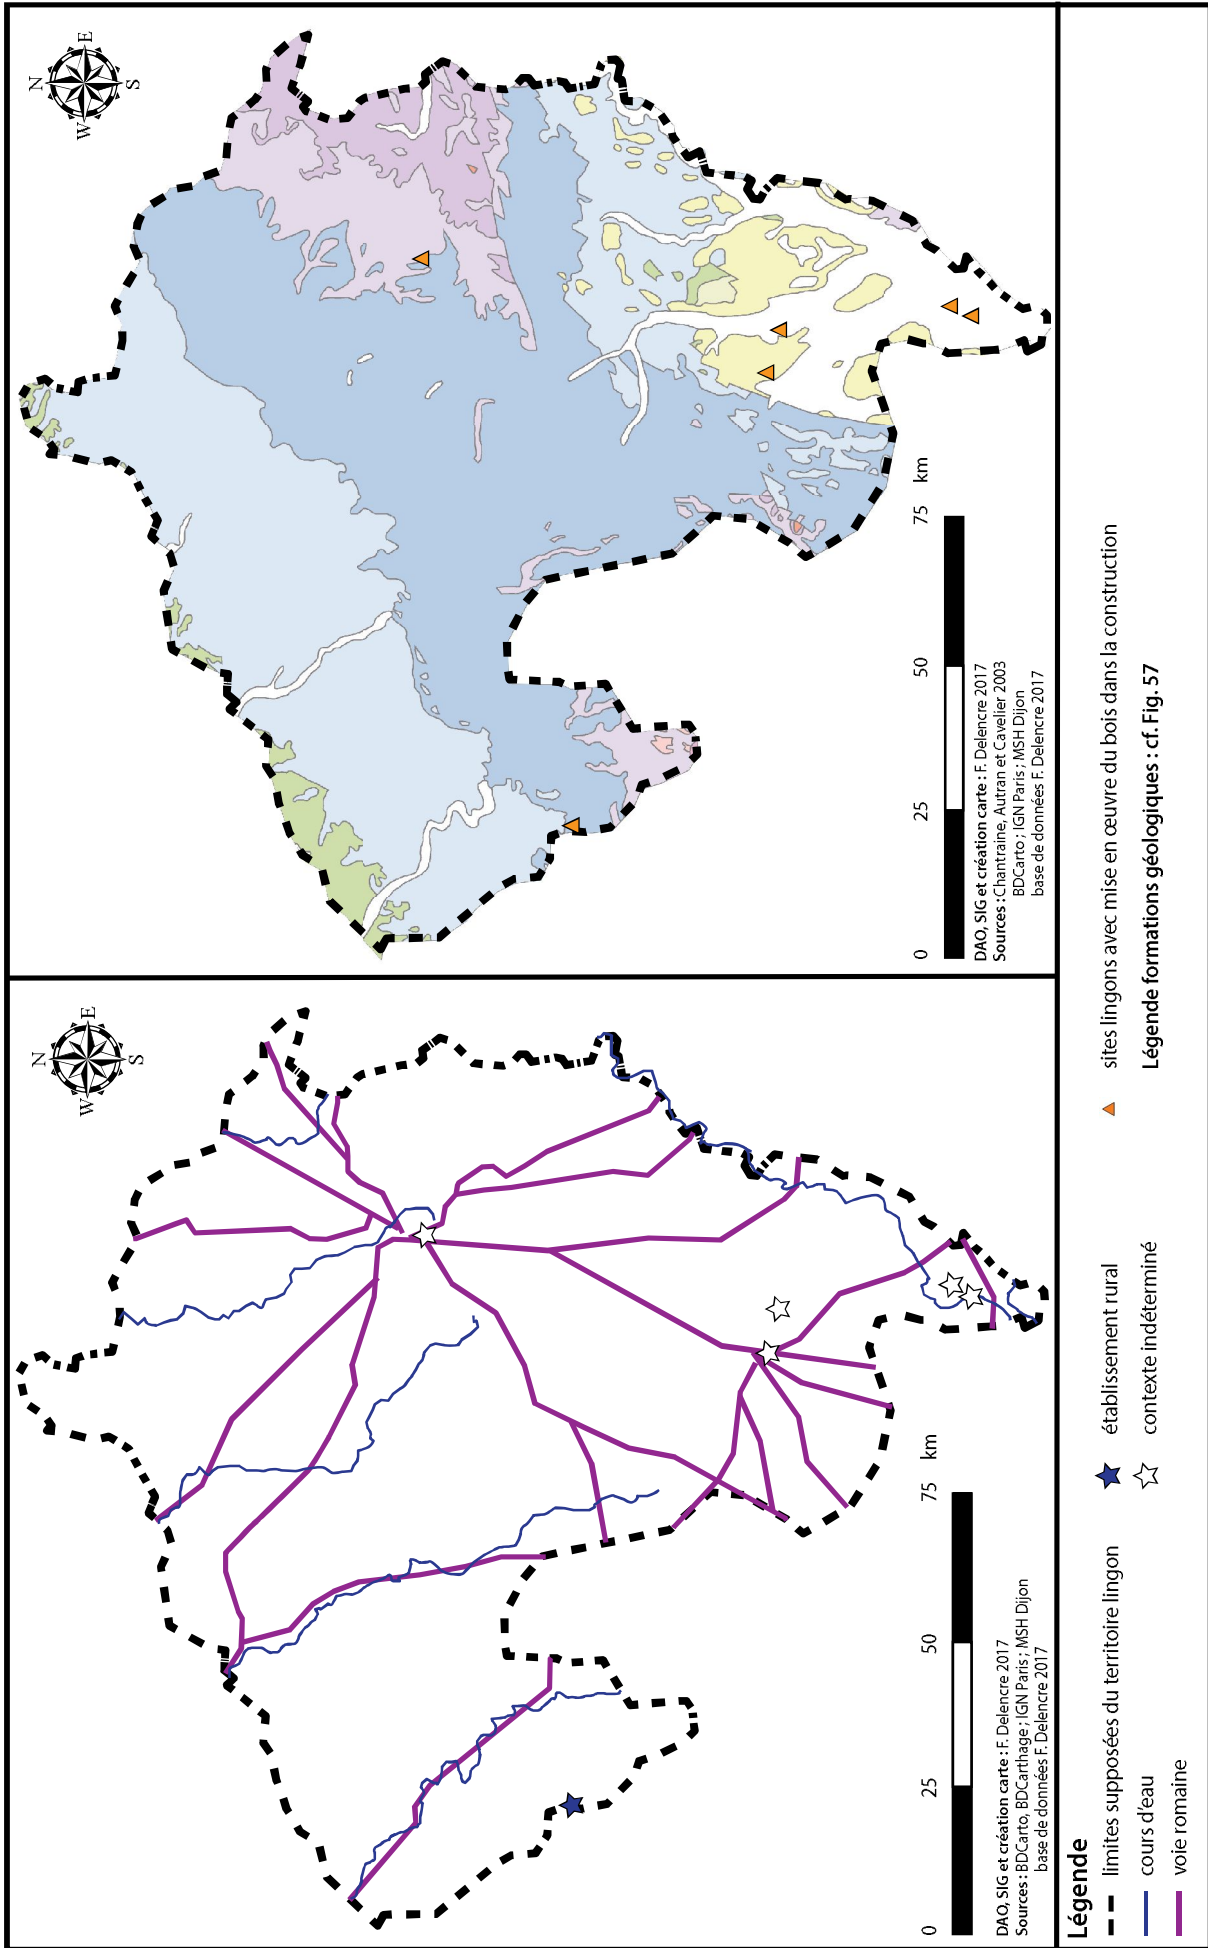 N
E
S
W
0 25 50 75 km
DAO, SIG et création carte : F. Delencre 2017
Sources : BDCarto, BDCarthage ; IGN Paris ; MSH Dijon
base de données F. Delencre 2017
N
E
S
W
0 25 50 75 km
DAO, SIG et création carte : F. Delencre 2017
Sources : Chantraine, Autran et Cavelier 2003
BDCarto ; IGN Paris ; MSH Dijon
base de données F. Delencre 2017
Légende
limites supposées du territoire lingon
cours d'eau
voie romaine
établissement rural
contexte indéterminé
sites lingons avec mise en œuvre du bois dans la construction
Légende formations géologiques : cf. Fig. 57